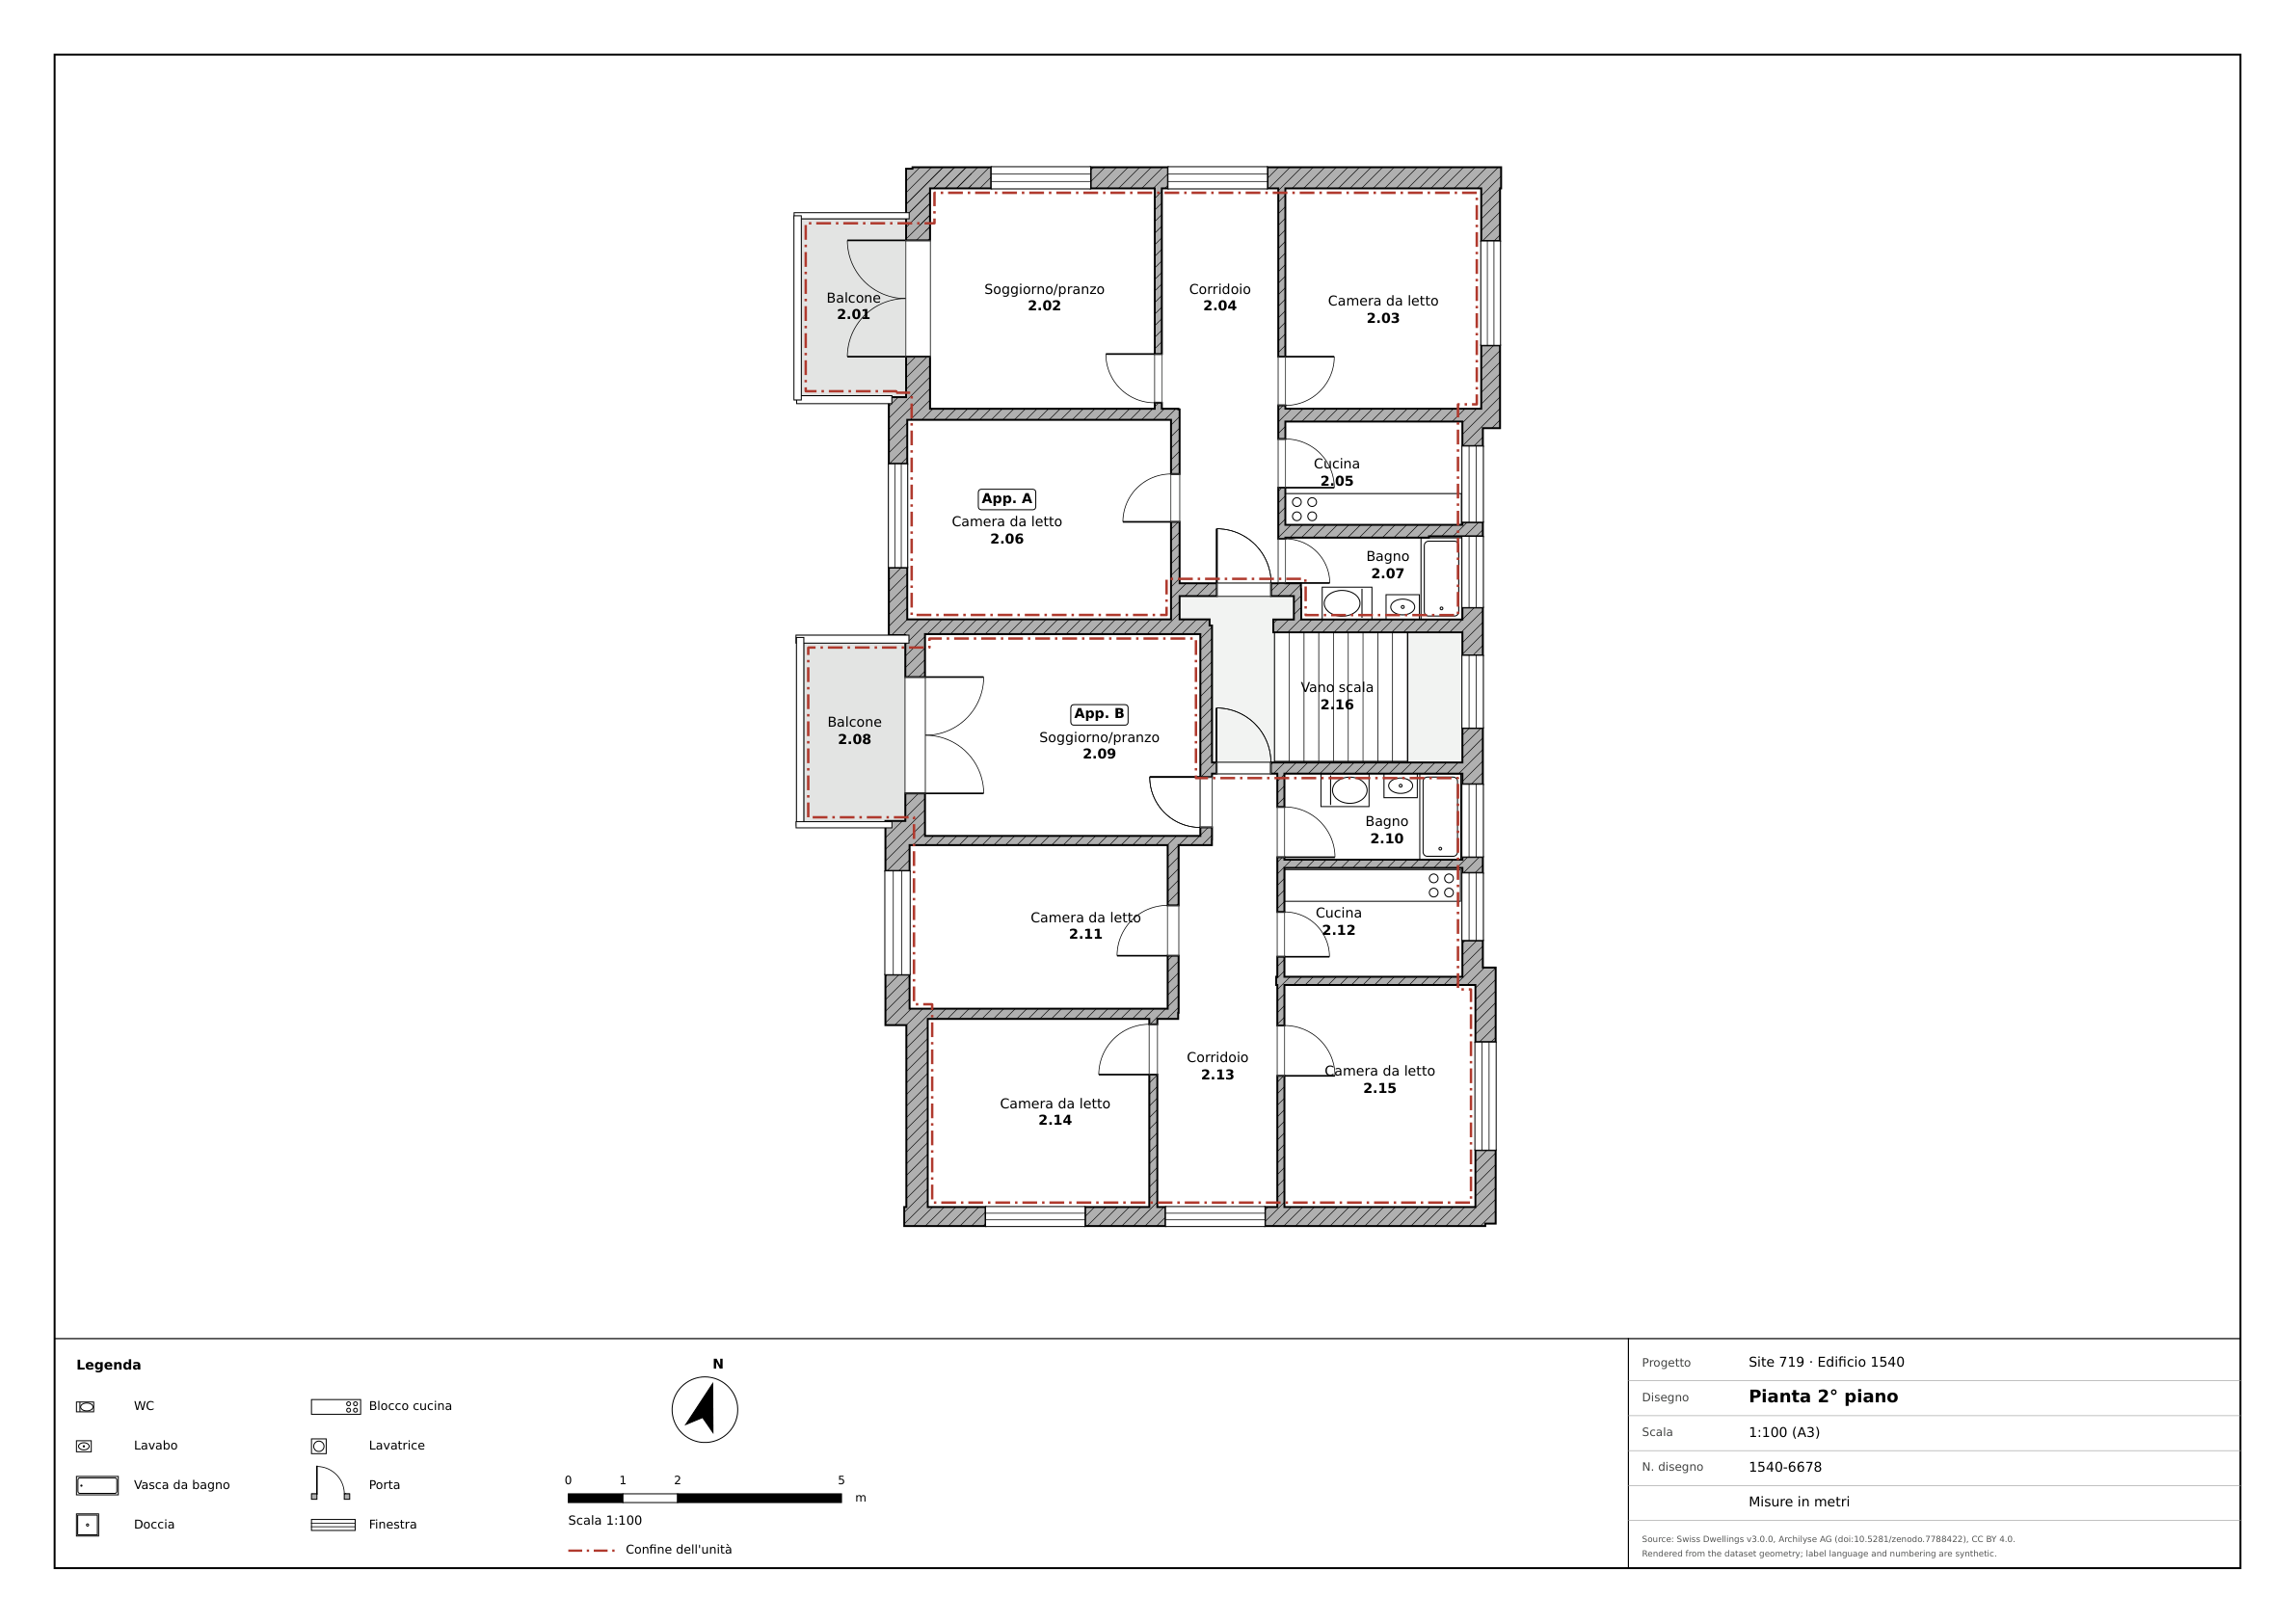 Balcone
2.01
Soggiorno/pranzo
2.02
Corridoio
2.04
Camera da letto
2.03
Cucina
2.05
App. A
Camera da letto
2.06
Bagno
2.07
Balcone
2.08
App. B
Soggiorno/pranzo
2.09
Vano scala
2.16
Bagno
2.10
Camera da letto
2.11
Cucina
2.12
Corridoio
2.13
Camera da letto
2.14
Camera da letto
2.15
Legenda
WC
Lavabo
Vasca da bagno
Doccia
Blocco cucina
Lavatrice
Porta
Finestra
N
0 1 2 5
m
Scala 1:100
Confine dell'unità
Progetto Site 719 · Edificio 1540
Disegno Pianta 2° piano
Scala 1:100 (A3)
N. disegno 1540-6678
Misure in metri
Source: Swiss Dwellings v3.0.0, Archilyse AG (doi:10.5281/zenodo.7788422), CC BY 4.0.
Rendered from the dataset geometry; label language and numbering are synthetic.